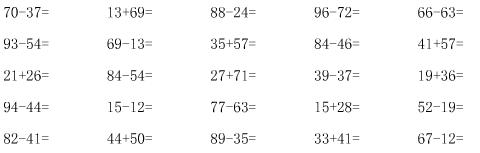 70-37= 13+69= 88-24= 96-72= 66-63=
93-54= 69-13= 35+57= 84-46= 41+57=
21+26= 84-54= 27+71= 39-37= 19+36=
94-44= 15-12= 77-63= 15+28= 52-19=
82-41= 44+50= 89-35= 33+41= 67-12=